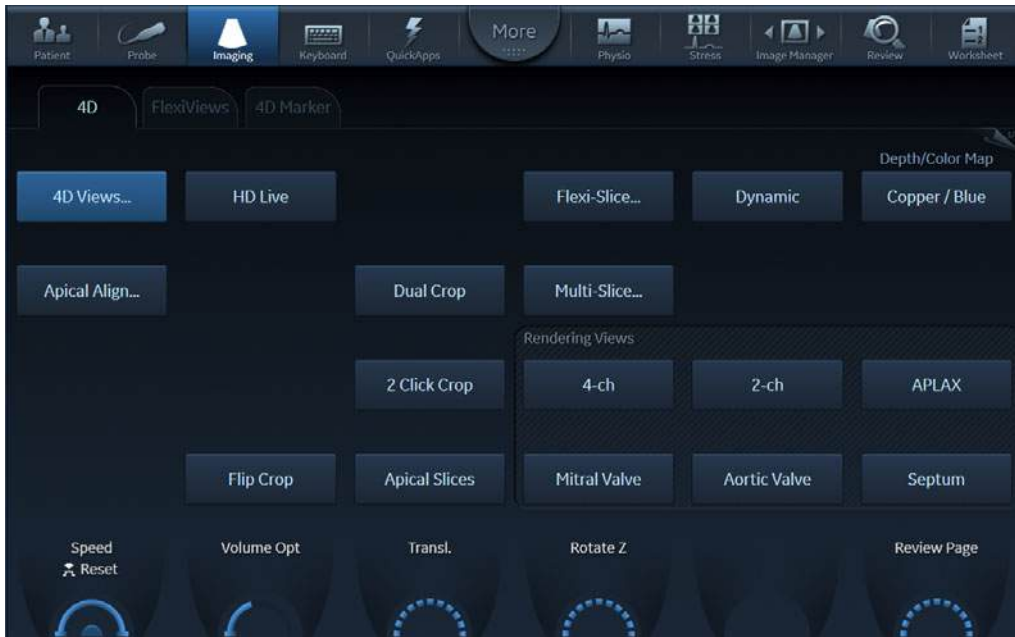 Patient
Probe
Imaging
Keyboard
QuickApps
More
Physio
Stress
Image Manager
Review
Worksheet
4D
FlexiViews
4D Marker
Depth/Color Map
4D Views...
HD Live
Flexi-Slice...
Dynamic
Copper / Blue
Apical Align...
Dual Crop
Multi-Slice...
Rendering Views
2 Click Crop
4-ch
2-ch
APLAX
Flip Crop
Apical Slices
Mitral Valve
Aortic Valve
Septum
Speed
Reset
Volume Opt
Transl.
Rotate Z
Review Page